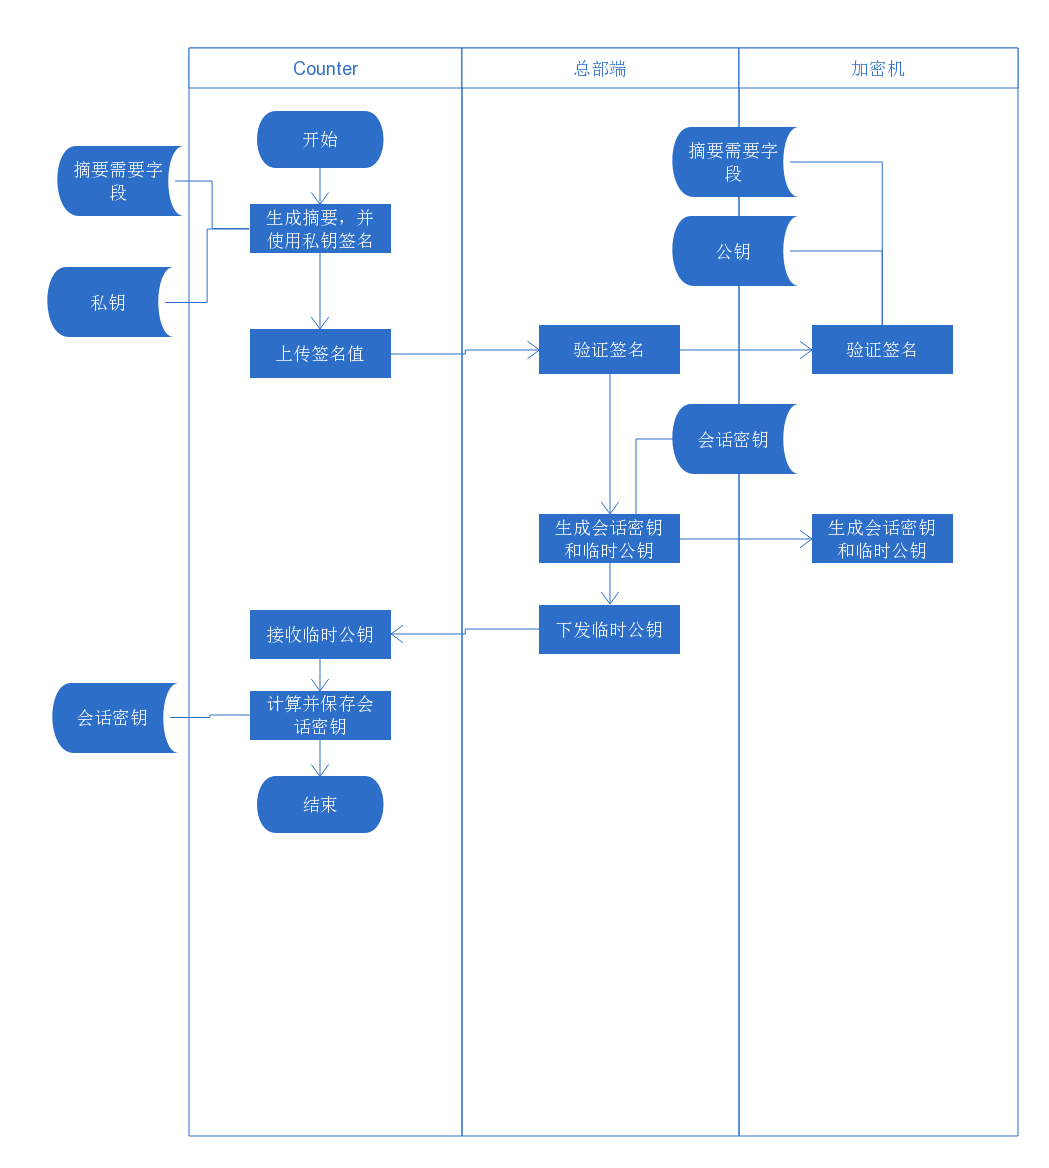 Counter
总部端
加密机
开始
摘要需要字
段
摘要需要字
段
生成摘要，并
使用私钥签名
公钥
私钥
上传签名值
验证签名
验证签名
会话密钥
生成会话密钥
和临时公钥
生成会话密钥
和临时公钥
接收临时公钥
下发临时公钥
会话密钥
计算并保存会
话密钥
结束